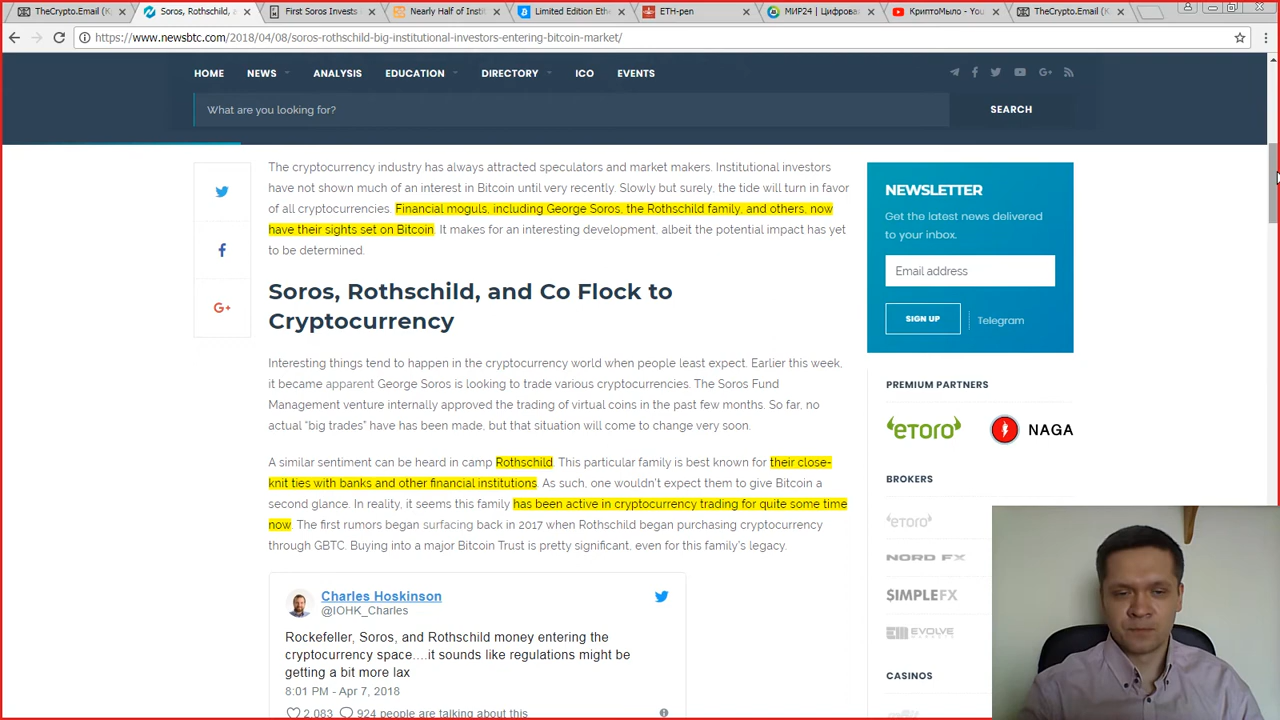 TheCrypto.Email (К
Soros, Rothschild, a
First Soros Invests
Nearly Half of Instit
Limited Edition Ethe
ETH-pen
МИР24 | Цифрова
КриптоМыло - You
TheCrypto.Email (К
https://www.newsbtc.com/2018/04/08/soros-rothschild-big-institutional-investors-entering-bitcoin-market/
HOME NEWS ANALYSIS EDUCATION DIRECTORY ICO EVENTS
What are you looking for?
SEARCH
The cryptocurrency industry has always attracted speculators and market makers. Institutional investors
have not shown much of an interest in Bitcoin until very recently. Slowly but surely, the tide will turn in favor
of all cryptocurrencies. Financial moguls, including George Soros, the Rothschild family, and others, now
have their sights set on Bitcoin. It makes for an interesting development, albeit the potential impact has yet
to be determined.
Soros, Rothschild, and Co Flock to
Cryptocurrency
Interesting things tend to happen in the cryptocurrency world when people least expect. Earlier this week,
it became apparent George Soros is looking to trade various cryptocurrencies. The Soros Fund
Management venture internally approved the trading of virtual coins in the past few months. So far, no
actual “big trades” have has been made, but that situation will come to change very soon.
A similar sentiment can be heard in camp Rothschild. This particular family is best known for their close-
knit ties with banks and other financial institutions. As such, one wouldn’t expect them to give Bitcoin a
second glance. In reality, it seems this family has been active in cryptocurrency trading for quite some time
now. The first rumors began surfacing back in 2017 when Rothschild began purchasing cryptocurrency
through GBTC. Buying into a major Bitcoin Trust is pretty significant, even for this family’s legacy.
Charles Hoskinson
@IOHK_Charles
Rockefeller, Soros, and Rothschild money entering the
cryptocurrency space....it sounds like regulations might be
getting a bit more lax
8:01 PM - Apr 7, 2018
2,083 924 people are talking about this
NEWSLETTER
Get the latest news delivered
to your inbox.
Email address
SIGN UP Telegram
PREMIUM PARTNERS
eToro NAGA
BROKERS
eToro
NORD FX
$IMPLEFX
EVOLVE
MARKETS
CASINOS